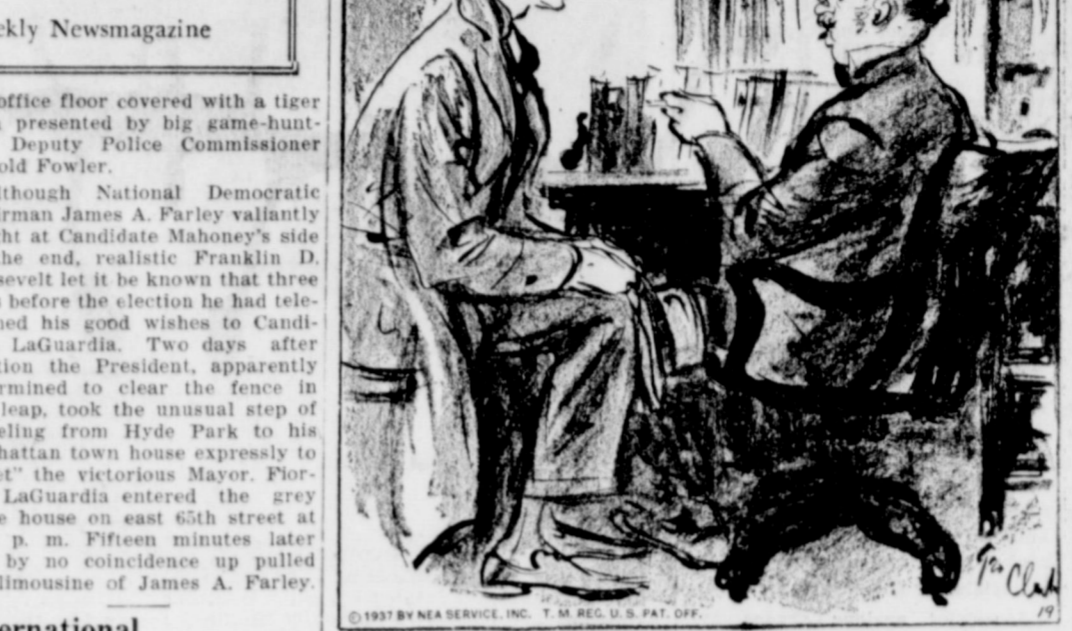 ekly Newsmagazine
office floor covered with a tiger
presented by big game-hunt-
Deputy Police Commissioner
old Fowler.
lthough National Democratic
irman James A. Farley valiantly
ht at Candidate Mahoney's side
he end, realistic Franklin D.
sevelt let it be known that three
before the election he had tele-
ned his good wishes to Candi-
LaGuardia. Two days after
tion the President, apparently
ermined to clear the fence in
leap, took the unusual step of
eling from Hyde Park to his
hattan town house expressly to
et" the victorious Mayor. Fior-
LaGuardia entered the grey
e house on east 65th street at
p. m. Fifteen minutes later
by no coincidence up pulled
limousine of James A. Farley.
ernational
© 1937 BY NEA SERVICE, INC. T. M. REG. U. S. PAT. OFF.
Geo Clark
19